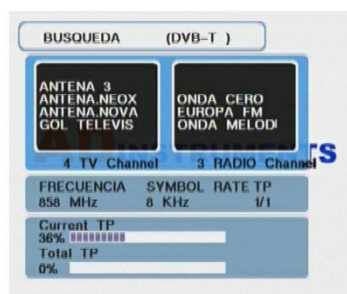 BUSQUEDA (DVB-T )
ANTENA 3
ANTENA.NEOX
ANTENA.NOVA
GOL TELEVIS
ONDA CERO
EUROPA FM
ONDA MELODI
4 TV Channel
3 RADIO Channel
FRECUENCIA SYMBOL RATE TP
858 MHz 8 KHz 1/1
Current TP
36%
Total TP
0%